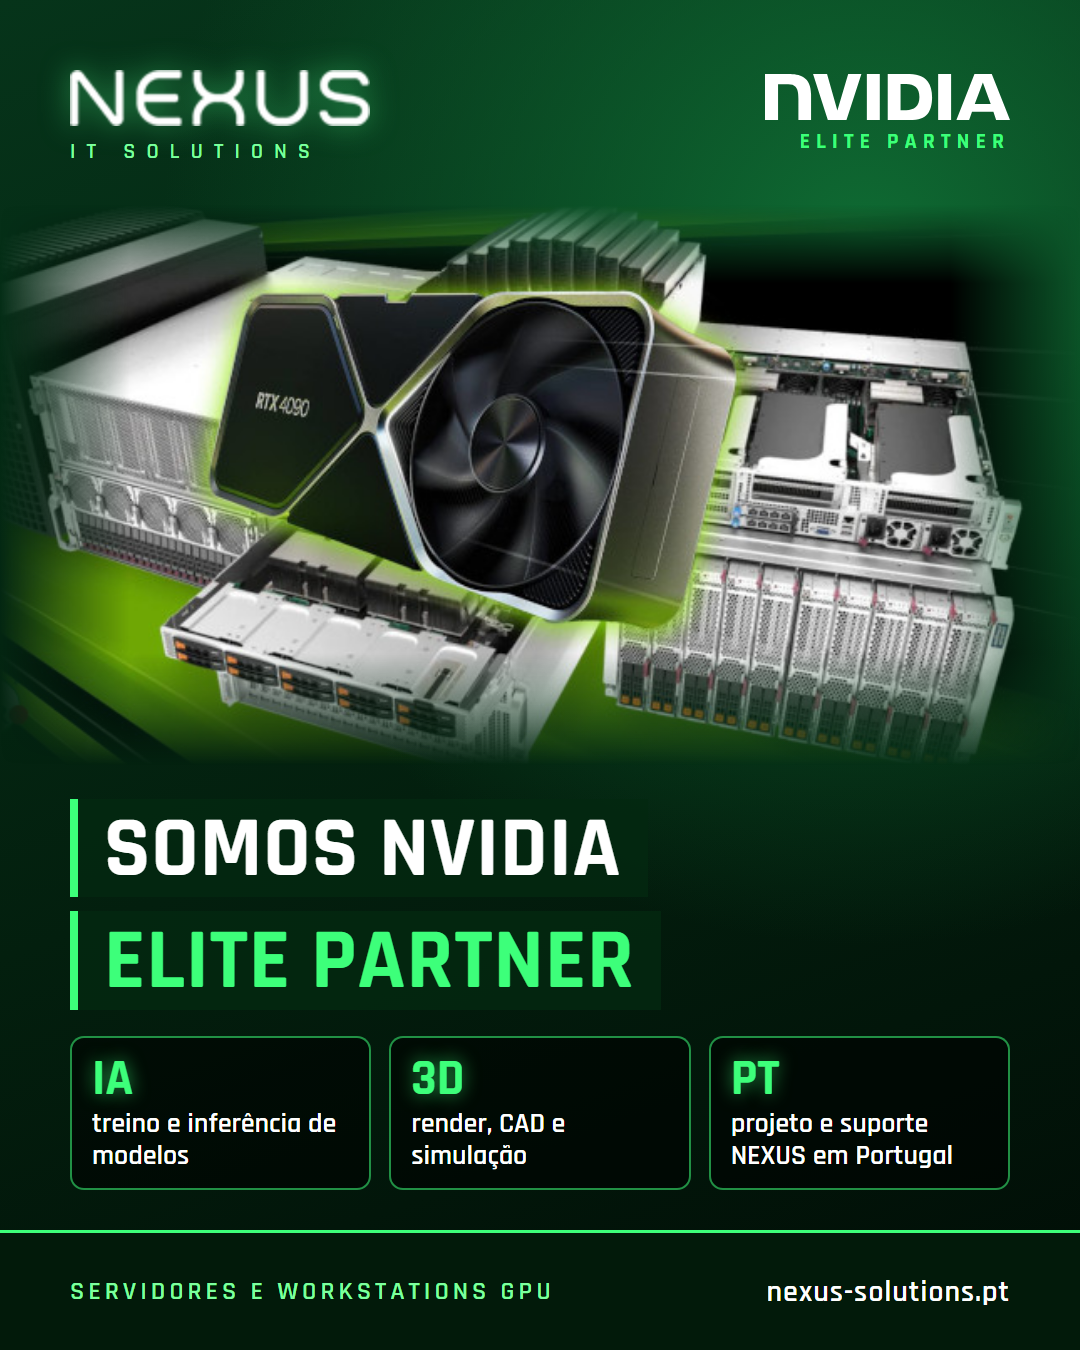 NEXUS
IT SOLUTIONS
NVIDIA
ELITE PARTNER
RTX 4090
SOMOS NVIDIA
ELITE PARTNER
IA
treino e inferência de
modelos
3D
render, CAD e
simulação
PT
projeto e suporte
NEXUS em Portugal
SERVIDORES E WORKSTATIONS GPU
nexus-solutions.pt